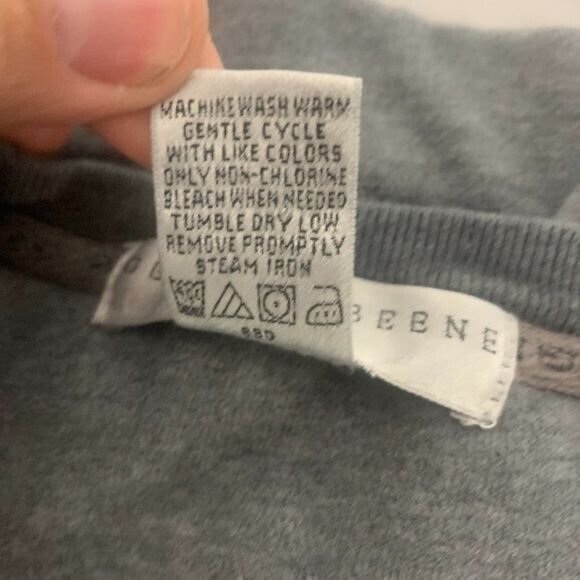 MACHINE WASH WARM
GENTLE CYCLE
WITH LIKE COLORS
ONLY NON-CHLORINE
BLEACH WHEN NEEDED
TUMBLE DRY LOW
REMOVE PROMPTLY
STEAM IRON
880
BEENE